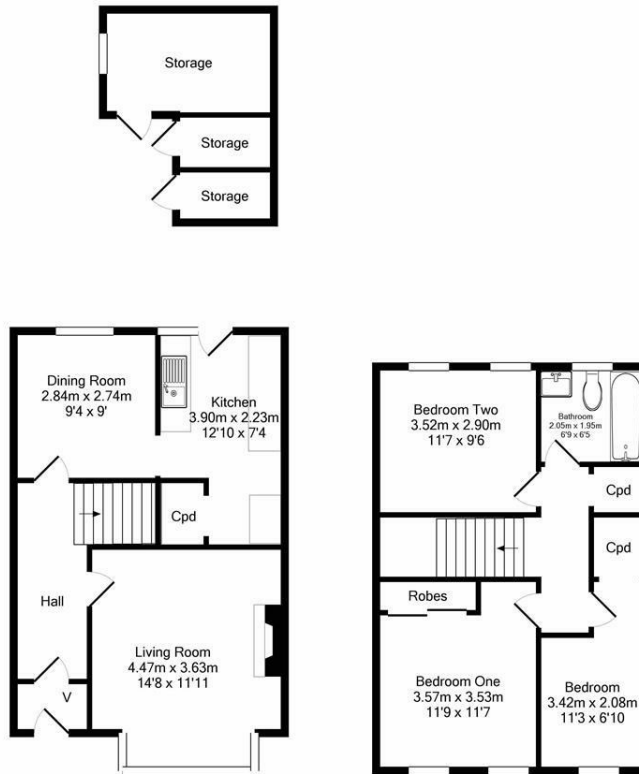 Storage
Storage
Storage
Dining Room
2.84m x 2.74m
9'4 x 9'
Kitchen
3.90m x 2.23m
12'10 x 7'4
Cpd
Hall
Living Room
4.47m x 3.63m
14'8 x 11'11
V
Bedroom Two
3.52m x 2.90m
11'7 x 9'6
Bathroom
2.05m x 1.95m
6'9 x 6'5
Cpd
Cpd
Robes
Bedroom One
3.57m x 3.53m
11'9 x 11'7
Bedroom
3.42m x 2.08m
11'3 x 6'10